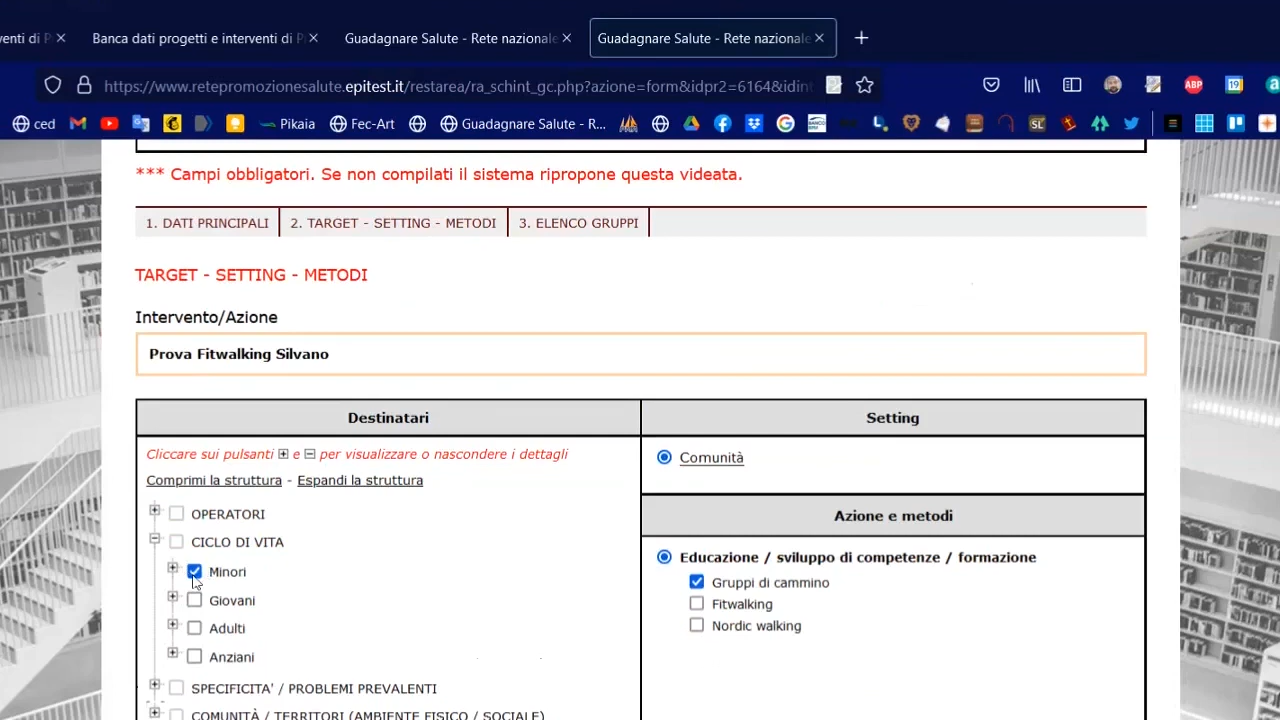 venti di P
Banca dati progetti e interventi di P
Guadagnare Salute - Rete nazionale
Guadagnare Salute - Rete nazionale
https://www.retepromozionesalute.epitest.it/restarea/ra_schint_gc.php?azione=form&idpr2=6164&idint
ABP
19
a
ced
Pikaia
Fec-Art
Guadagnare Salute - R...
SL
*** Campi obbligatori. Se non compilati il sistema ripropone questa videata.
1. DATI PRINCIPALI
2. TARGET - SETTING - METODI
3. ELENCO GRUPPI
TARGET - SETTING - METODI
Intervento/Azione
Prova Fitwalking Silvano
Destinatari
Setting
Cliccare sui pulsanti e per visualizzare o nascondere i dettagli
Comprimi la struttura - Espandi la struttura
Comunità
Azione e metodi
OPERATORI
CICLO DI VITA
Minori
Giovani
Adulti
Anziani
SPECIFICITA' / PROBLEMI PREVALENTI
COMUNITÀ / TERRITORI (AMBIENTE FISICO / SOCIALE)
Educazione / sviluppo di competenze / formazione
Gruppi di cammino
Fitwalking
Nordic walking